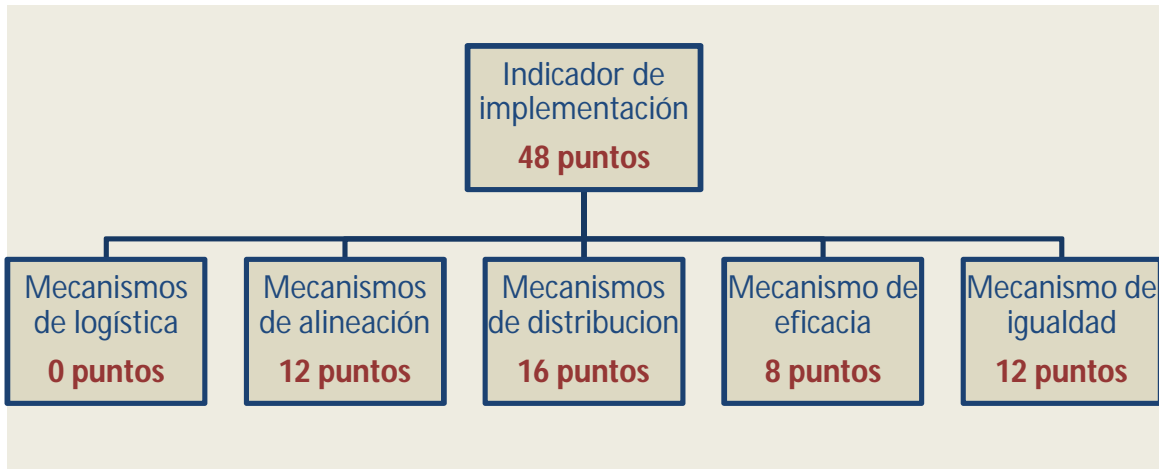 Indicador de
implementación
48 puntos
Mecanismos
de logística
0 puntos
Mecanismos
de alineación
12 puntos
Mecanismos
de distribucion
16 puntos
Mecanismo de
eficacia
8 puntos
Mecanismo de
igualdad
12 puntos